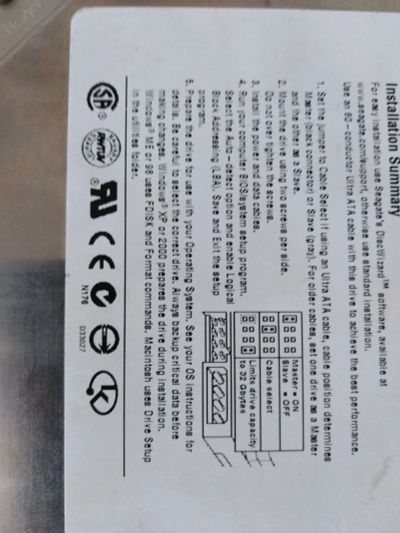 Installation Summary
For easy installation use Seagate's DiscWizard™ software, available at
www.seagate.com/support, otherwise use standard installation.
Use an 80-conductor Ultra ATA cable with this drive to achieve the best performance.
1. Set the jumper to Cable Select if using an Ultra ATA cable, cable position determines
Master (black connector) or Slave (gray). For older cables, set one drive as a Master
and the other as a Slave.
2. Mount the drive using two screws per side.
Do not over tighten the screws.
3. Install the power and data cables.
4. Run your computer BIOS/system setup program.
Select the Auto-detect option and enable Logical
Block Addressing (LBA). Save and Exit the setup
program.
5. Prepare the drive for use with your Operating System. See your OS instructions for
details. Be careful to select the correct drive. Always backup critical data before
making changes. Windows® XP or 2000 prepares the drive during installation.
Windows® ME or 98 uses FDISK and Format commands. Macintosh uses Drive Setup
in the utilities folder.
Master = ON
Slave = OFF
Cable select
Limits drive capacity
to 32 Gbytes
N176